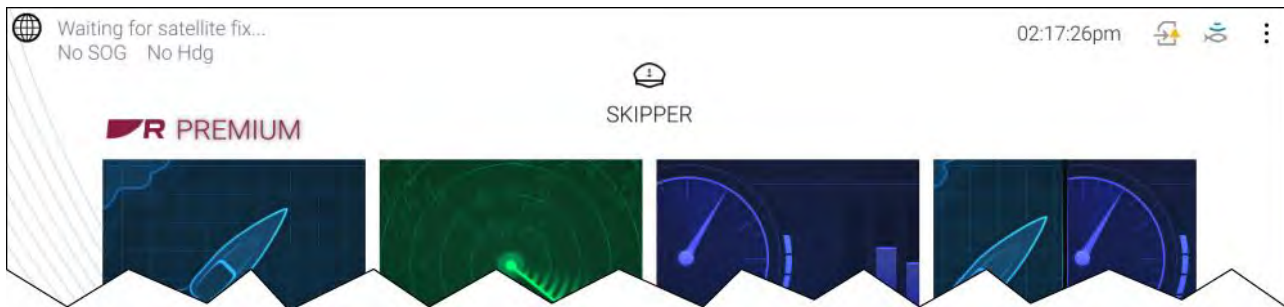 Waiting for satellite fix...
No SOG No Hdg
02:17:26pm
SKIPPER
R PREMIUM